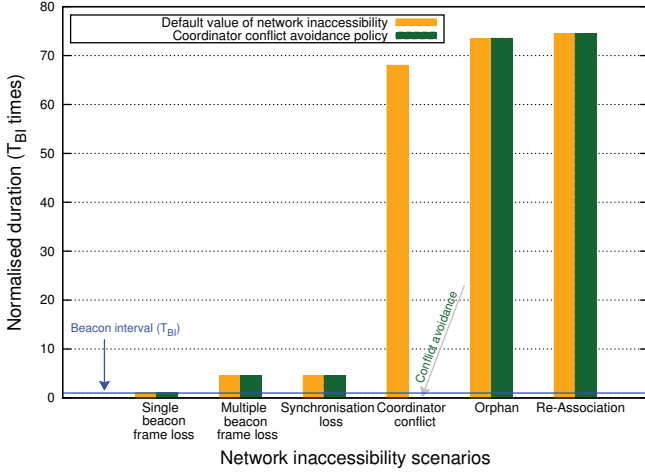 Normalised duration (T_BI times)
80
70
60
50
40
30
20
10
0
Default value of network inaccessibility
Coordinator conflict avoidance policy
Beacon interval (T_BI)
Conflict avoidance
Single beacon frame loss
Multiple beacon frame loss
Synchronisation loss
Coordinator conflict
Orphan
Re-Association
Network inaccessibility scenarios